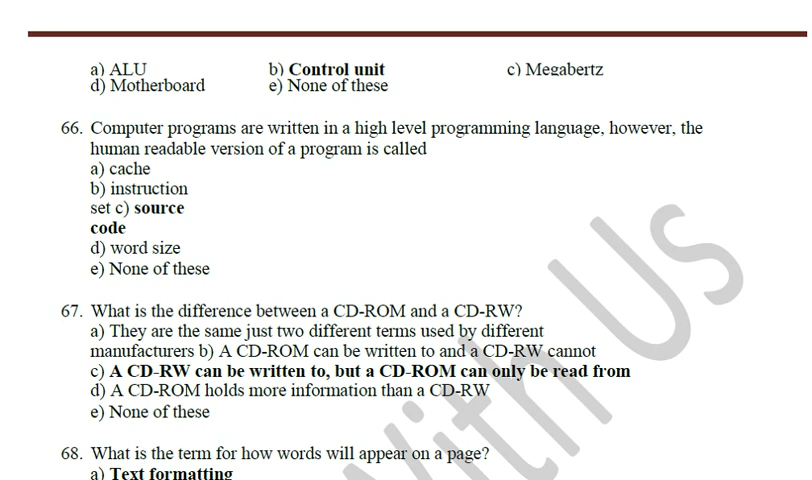 a) ALU b) Control unit c) Megabertz
d) Motherboard e) None of these
66. Computer programs are written in a high level programming language, however, the
human readable version of a program is called
a) cache
b) instruction
set c) source
code
d) word size
e) None of these
67. What is the difference between a CD-ROM and a CD-RW?
a) They are the same just two different terms used by different
manufacturers b) A CD-ROM can be written to and a CD-RW cannot
c) A CD-RW can be written to, but a CD-ROM can only be read from
d) A CD-ROM holds more information than a CD-RW
e) None of these
68. What is the term for how words will appear on a page?
a) Text formatting
With Us